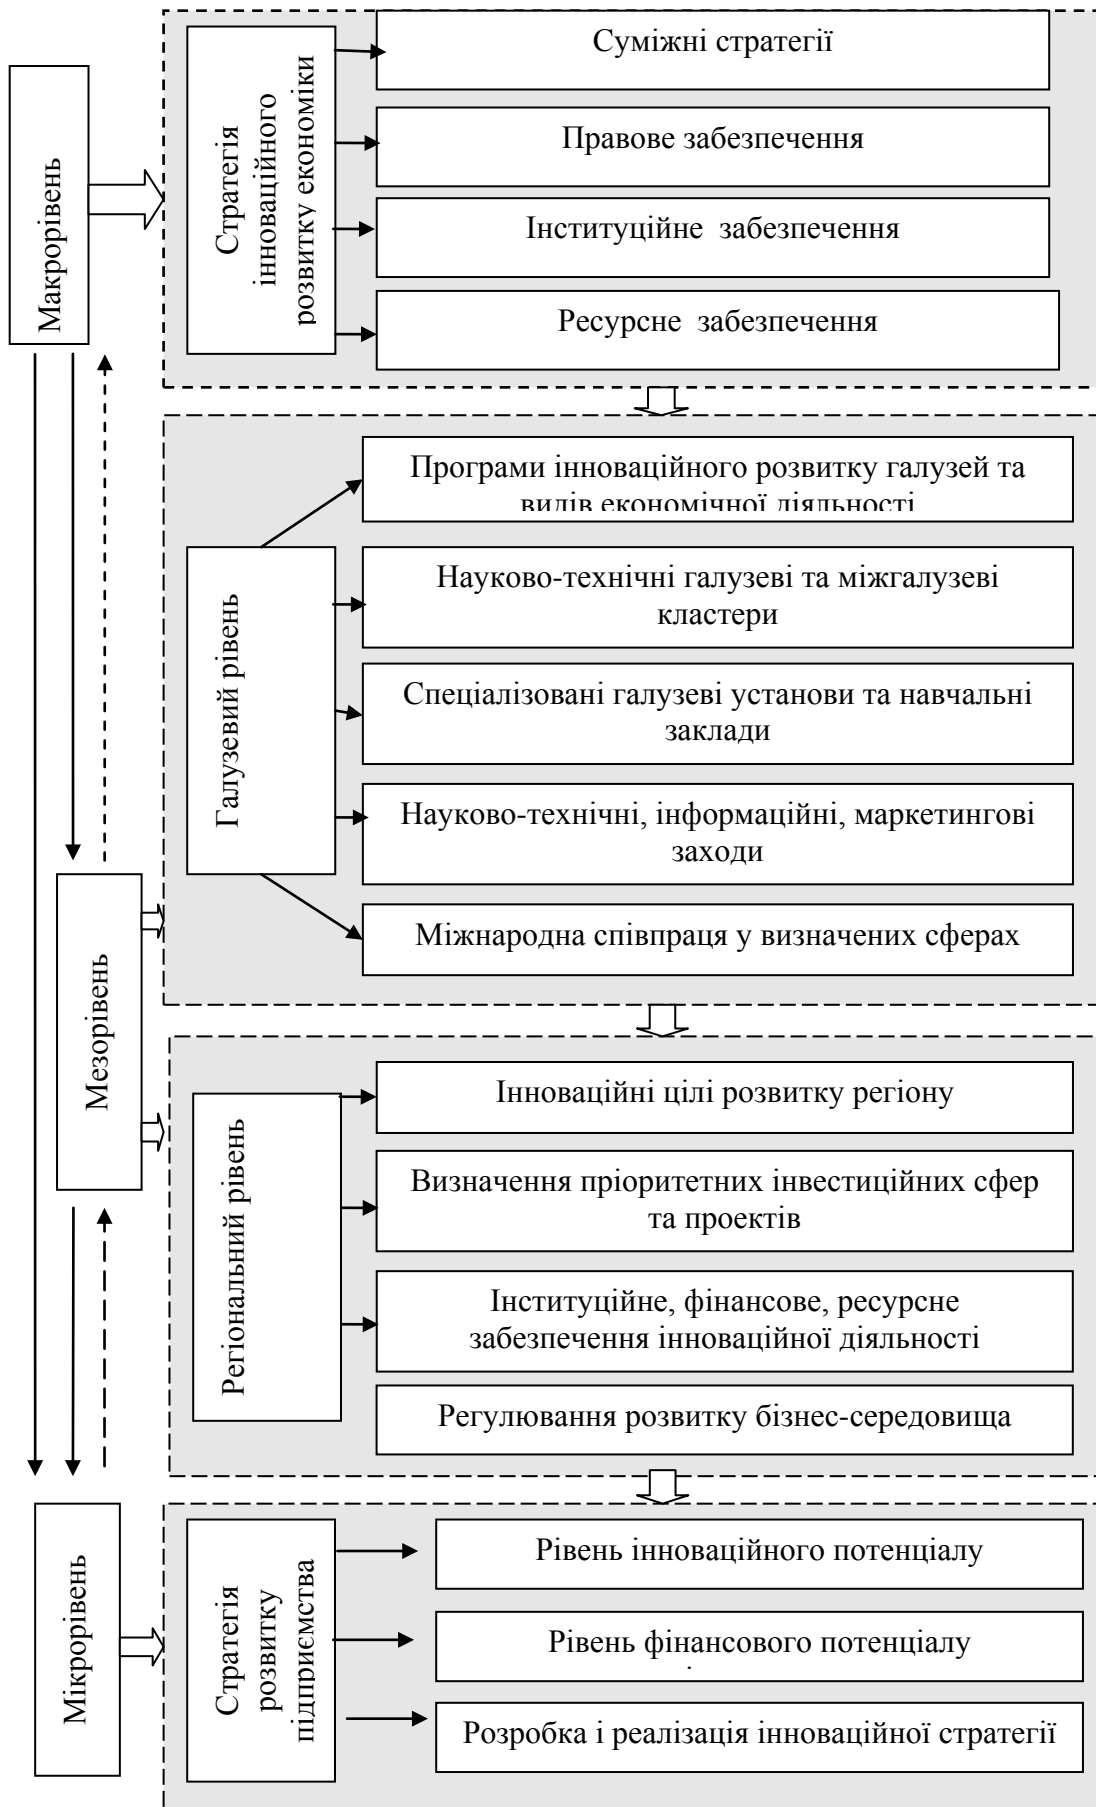 Макрорівень
Стратегія
інноваційного
розвитку економіки
Суміжні стратегії
Правове забезпечення
Інституційне забезпечення
Ресурсне забезпечення
Мезорівень
Галузевий рівень
Програми інноваційного розвитку галузей та
видів економічної діяльності
Науково-технічні галузеві та міжгалузеві
кластери
Спеціалізовані галузеві установи та навчальні
заклади
Науково-технічні, інформаційні, маркетингові
заходи
Міжнародна співпраця у визначених сферах
Регіональний рівень
Інноваційні цілі розвитку регіону
Визначення пріоритетних інвестиційних сфер
та проектів
Інституційне, фінансове, ресурсне
забезпечення інноваційної діяльності
Регулювання розвитку бізнес-середовища
Мікрорівень
Стратегія
розвитку
підприємства
Рівень інноваційного потенціалу
Рівень фінансового потенціалу
Розробка і реалізація інноваційної стратегії